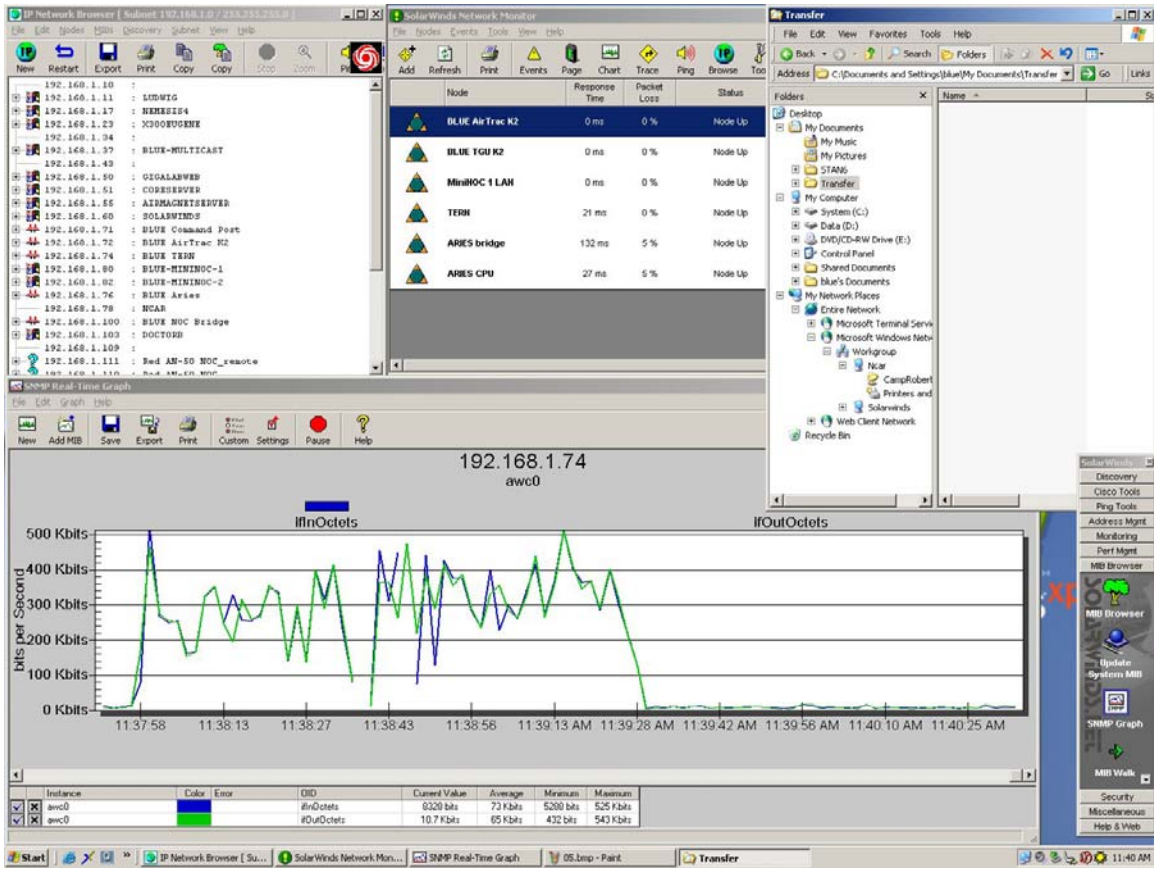 IP Network Browser [ Subnet 192.168.1.0 / 255.255.255.0 ]
File Edit Nodes MIBs Discovery Subnet View Help
New Restart Export Print Copy Copy Stop Zoom
192.168.1.10 :
192.168.1.11 : LUDWIG
192.168.1.17 : NEMESIS4
192.168.1.23 : X300EUGENE
192.168.1.34 :
192.168.1.37 : BLUE-MULTICAST
192.168.1.43 :
192.168.1.50 : GIGALABWEB
192.168.1.51 : CORESERVER
192.168.1.55 : AIRMAGNETSERVER
192.168.1.60 : SOLARWINDS
192.168.1.71 : BLUE Command Post
192.168.1.72 : BLUE AirTrac K2
192.168.1.74 : BLUE TERN
192.168.1.80 : BLUE-MININOC-1
192.168.1.82 : BLUE-MININOC-2
192.168.1.76 : BLUE Aries
192.168.1.78 : NCAR
192.168.1.100 : BLUE NOC Bridge
192.168.1.103 : DOCTORB
192.168.1.109 :
192.168.1.111 : Red AN-50 NOC_remote
192.168.1.110 : Red AN-50 NOC
SolarWinds Network Monitor
File Nodes Events Tools View Help
Add Refresh Print Events Page Chart Trace Ping Browse Too
Node Response Time Packet Loss Status
BLUE AirTrac K2 0 ms 0 % Node Up
BLUE TGU K2 0 ms 0 % Node Up
MiniNOC 1 LAN 0 ms 0 % Node Up
TERN 21 ms 0 % Node Up
ARIES bridge 132 ms 5 % Node Up
ARIES CPU 27 ms 5 % Node Up
Transfer
File Edit View Favorites Tools Help
Back Search Folders
Address C:\Documents and Settings\blue\My Documents\Transfer Go Links
Folders X Name
Desktop
My Documents
My Music
My Pictures
STAN6
Transfer
My Computer
System (C:)
Data (D:)
DVD/CD-RW Drive (E:)
Control Panel
Shared Documents
blue's Documents
My Network Places
Entire Network
Microsoft Terminal Servi
Microsoft Windows Netw
Workgroup
Ncar
CampRobert
Printers and
Solarwinds
Web Client Network
Recycle Bin
SNMP Real-Time Graph
File Edit Graph Help
New Add MIB Save Export Print Custom Settings Pause Help
192.168.1.74
awc0
ifInOctets ifOutOctets
bits per Second
500 Kbits
400 Kbits
300 Kbits
200 Kbits
100 Kbits
0 Kbits
11:37:58 11:38:13 11:38:27 11:38:43 11:38:58 11:39:13 AM 11:39:28 AM 11:39:42 AM 11:39:56 AM 11:40:10 AM 11:40:25 AM
Instance Color Error OID Current Value Average Minimum Maximum
awc0 ifInOctets 8328 bits 73 Kbits 5288 bits 525 Kbits
awc0 ifOutOctets 10.7 Kbits 65 Kbits 432 bits 543 Kbits
SolarWinds
Discovery
Cisco Tools
Ping Tools
Address Mgmt
Monitoring
Perf Mgmt
MIB Browser
SOLARWINDS.NET
MIB Browser
Update
System MIB
SNMP Graph
MIB Walk
Security
Miscellaneous
Help & Web
xp
Start IP Network Browser [ Su... SolarWinds Network Mon... SNMP Real-Time Graph 05.bmp - Paint Transfer 11:40 AM